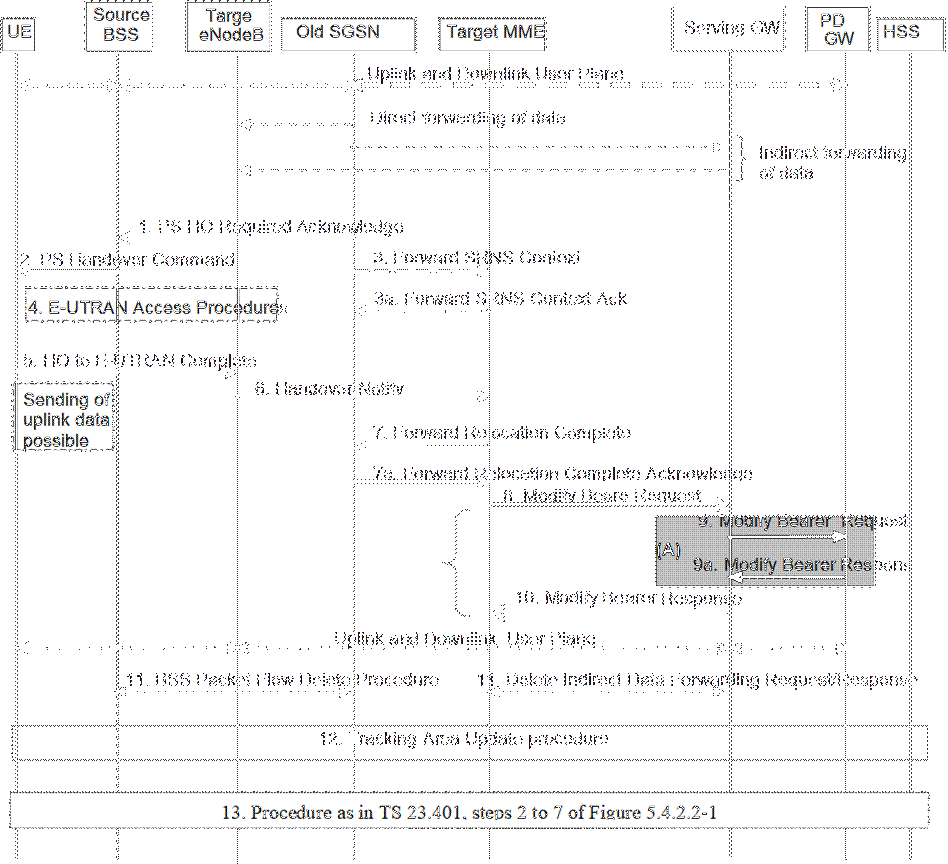 UE
Source
BSS
Targe
eNodeB
Old SGSN
Target MME
Serving GW
PD
GW
HSS
Uplink and Downlink User Plane
Direct forwarding of data
Indirect forwarding
of data
1. PS HO Required Acknowledge
2. PS Handover Command
3. Forward SRNS Context
4. E-UTRAN Access Procedures
3a. Forward SRNS Context Ack
5. HO to E-UTRAN Complete
6. Handover Notify
Sending of
uplink data
possible
7. Forward Relocation Complete
7a. Forward Relocation Complete Acknowledge
8. Modify Beare Request
9. Modify Bearer Request
(A)
9a. Modify Bearer Respons
10. Modify Bearer Response
Uplink and Downlink User Plane
11. BSS Packet Flow Delete Procedure
11. Delete Indirect Data Forwarding Request/Response
12. Tracking Area Update procedure
13. Procedure as in TS 23.401, steps 2 to 7 of Figure 5.4.2.2-1